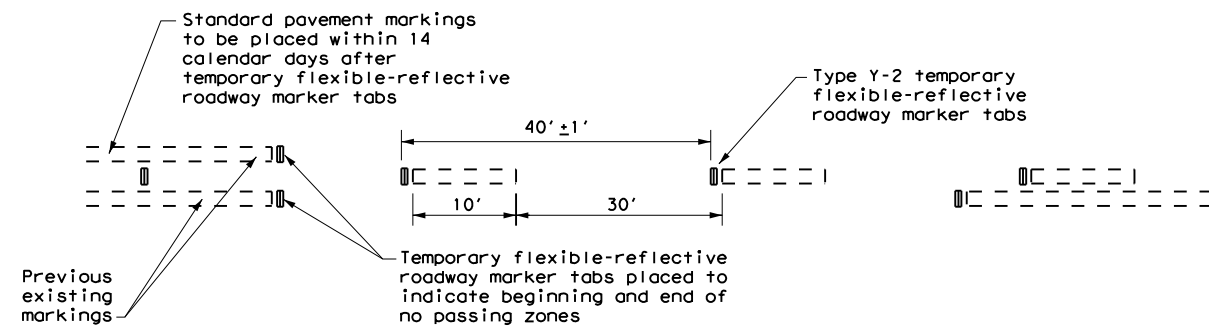 Standard pavement markings
to be placed within 14
calendar days after
temporary flexible-reflective
roadway marker tabs
Type Y-2 temporary
flexible-reflective
roadway marker tabs
40' ±1'
10'
30'
Previous
existing
markings
Temporary flexible-reflective
roadway marker tabs placed to
indicate beginning and end of
no passing zones